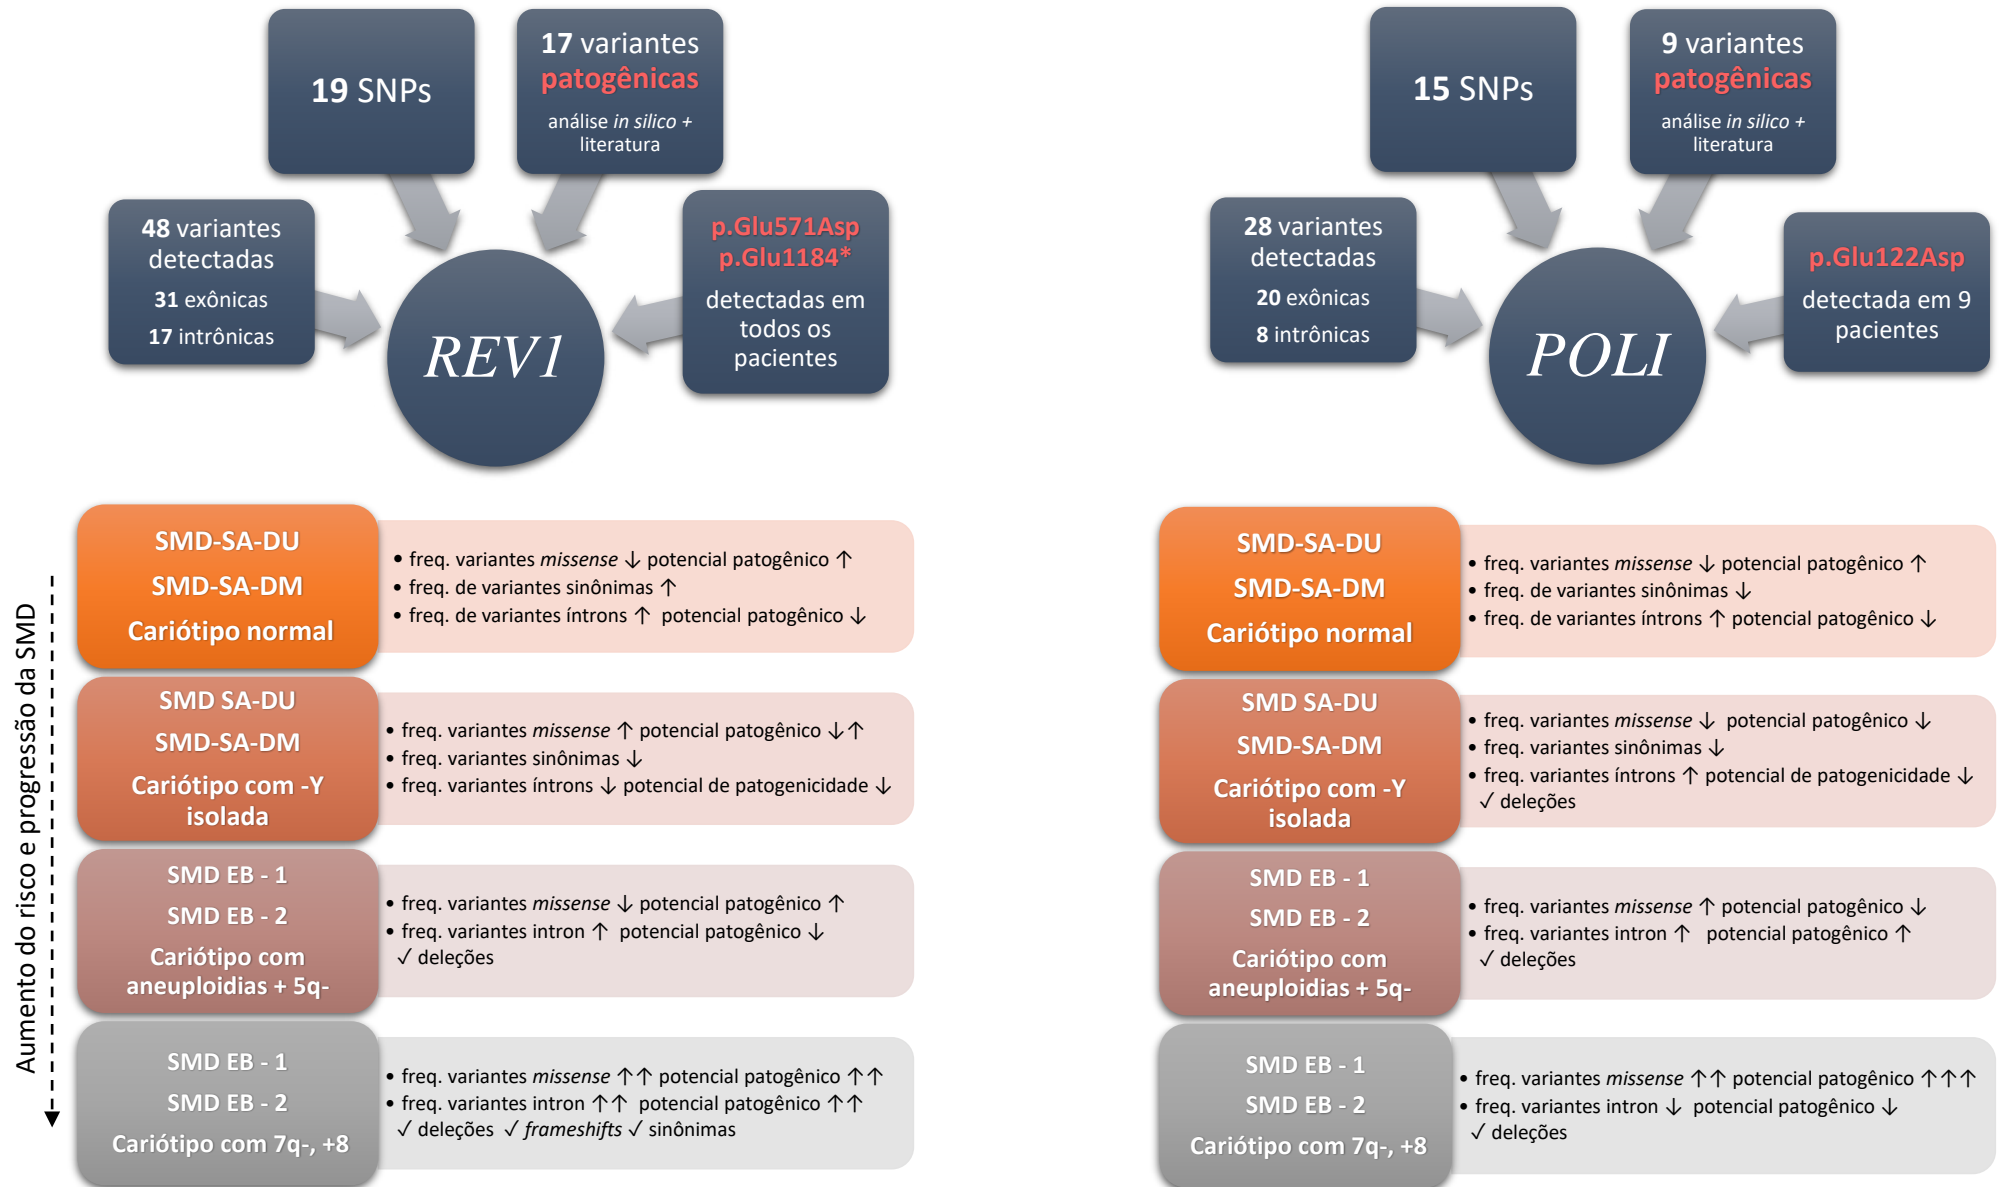 19 SNPs
17 variantes
patogênicas
análise in silico +
literatura
48 variantes
detectadas
31 exônicas
17 intrônicas
p.Glu571Asp
p.Glu1184*
detectadas em
todos os
pacientes
REV1
15 SNPs
9 variantes
patogênicas
análise in silico +
literatura
28 variantes
detectadas
20 exônicas
8 intrônicas
p.Glu122Asp
detectada em 9
pacientes
POLI
Aumento do risco e progressão da SMD
SMD-SA-DU
SMD-SA-DM
Cariótipo normal
• freq. variantes missense ↓ potencial patogênico ↑
• freq. de variantes sinônimas ↑
• freq. de variantes íntrons ↑ potencial patogênico ↓
SMD SA-DU
SMD-SA-DM
Cariótipo com -Y
isolada
• freq. variantes missense ↑ potencial patogênico ↓↑
• freq. variantes sinônimas ↓
• freq. variantes íntrons ↓ potencial de patogenicidade ↓
SMD EB - 1
SMD EB - 2
Cariótipo com
aneuploidias + 5q-
• freq. variantes missense ↓ potencial patogênico ↑
• freq. variantes intron ↑ potencial patogênico ↓
✓ deleções
SMD EB - 1
SMD EB - 2
Cariótipo com 7q-, +8
• freq. variantes missense ↑↑ potencial patogênico ↑↑
• freq. variantes intron ↑↑ potencial patogênico ↑↑
✓ deleções ✓ frameshifts ✓ sinônimas
SMD-SA-DU
SMD-SA-DM
Cariótipo normal
• freq. variantes missense ↓ potencial patogênico ↑
• freq. de variantes sinônimas ↓
• freq. de variantes íntrons ↑ potencial patogênico ↓
SMD SA-DU
SMD-SA-DM
Cariótipo com -Y
isolada
• freq. variantes missense ↓ potencial patogênico ↓
• freq. variantes sinônimas ↓
• freq. variantes íntrons ↑ potencial de patogenicidade ↓
✓ deleções
SMD EB - 1
SMD EB - 2
Cariótipo com
aneuploidias + 5q-
• freq. variantes missense ↑ potencial patogênico ↓
• freq. variantes intron ↑ potencial patogênico ↑
✓ deleções
SMD EB - 1
SMD EB - 2
Cariótipo com 7q-, +8
• freq. variantes missense ↑↑ potencial patogênico ↑↑↑
• freq. variantes intron ↓ potencial patogênico ↓
✓ deleções